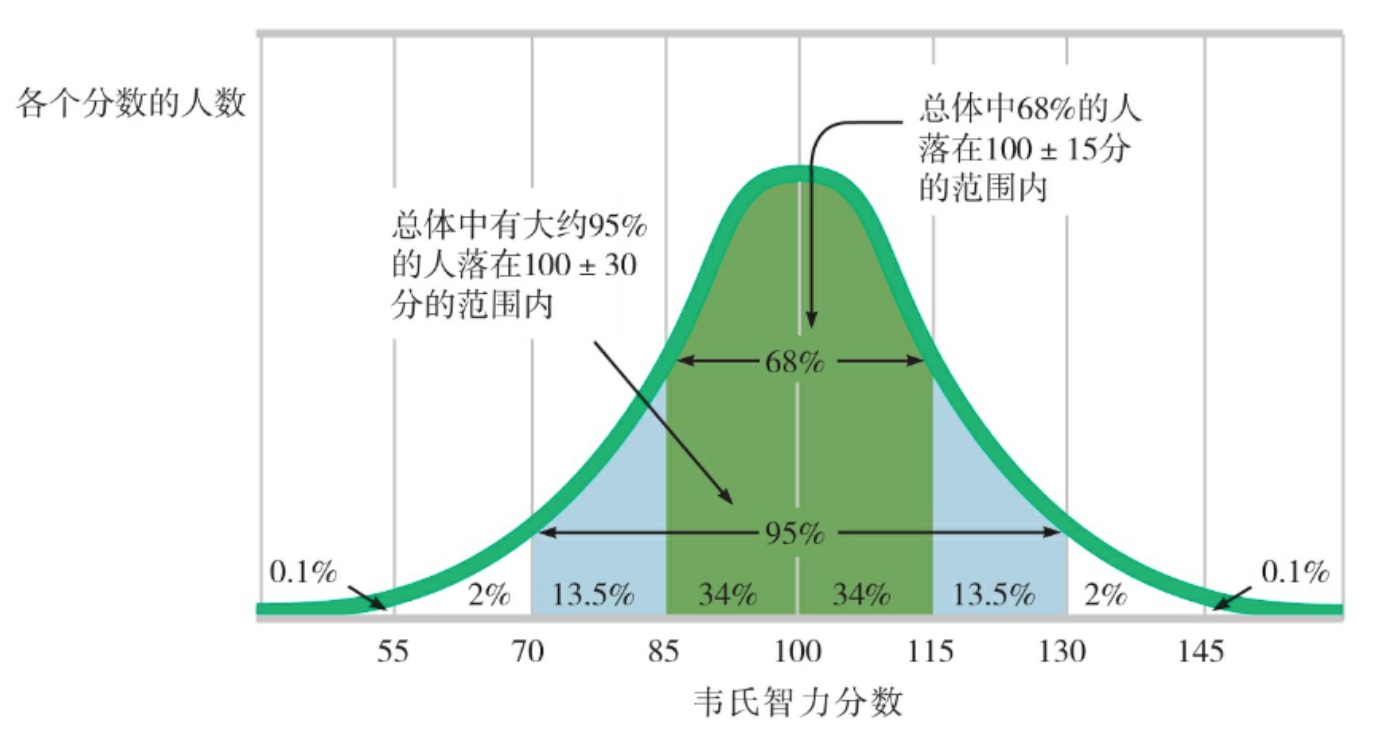 各个分数的人数
总体中68%的人
落在100 ± 15分
的范围内
总体中有大约95%
的人落在100 ± 30
分的范围内
68%
95%
0.1%
2%
13.5%
34%
34%
13.5%
2%
0.1%
55
70
85
100
115
130
145
韦氏智力分数